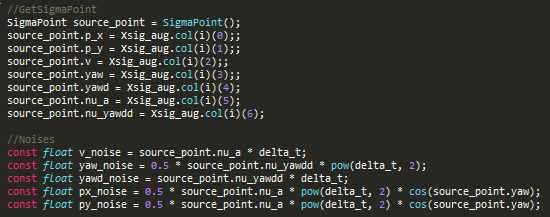 //GetSigmaPoint
SigmaPoint source_point = SigmaPoint();
source_point.p_x = Xsig_aug.col(i)(0);;
source_point.p_y = Xsig_aug.col(i)(1);;
source_point.v = Xsig_aug.col(i)(2);;
source_point.yaw = Xsig_aug.col(i)(3);;
source_point.yawd = Xsig_aug.col(i)(4);
source_point.nu_a = Xsig_aug.col(i)(5);
source_point.nu_yawdd = Xsig_aug.col(i)(6);
//Noises
const float v_noise = source_point.nu_a * delta_t;
const float yaw_noise = 0.5 * source_point.nu_yawdd * pow(delta_t, 2);
const float yawd_noise = source_point.nu_yawdd * delta_t;
const float px_noise = 0.5 * source_point.nu_a * pow(delta_t, 2) * cos(source_point.yaw);
const float py_noise = 0.5 * source_point.nu_a * pow(delta_t, 2) * cos(source_point.yaw);